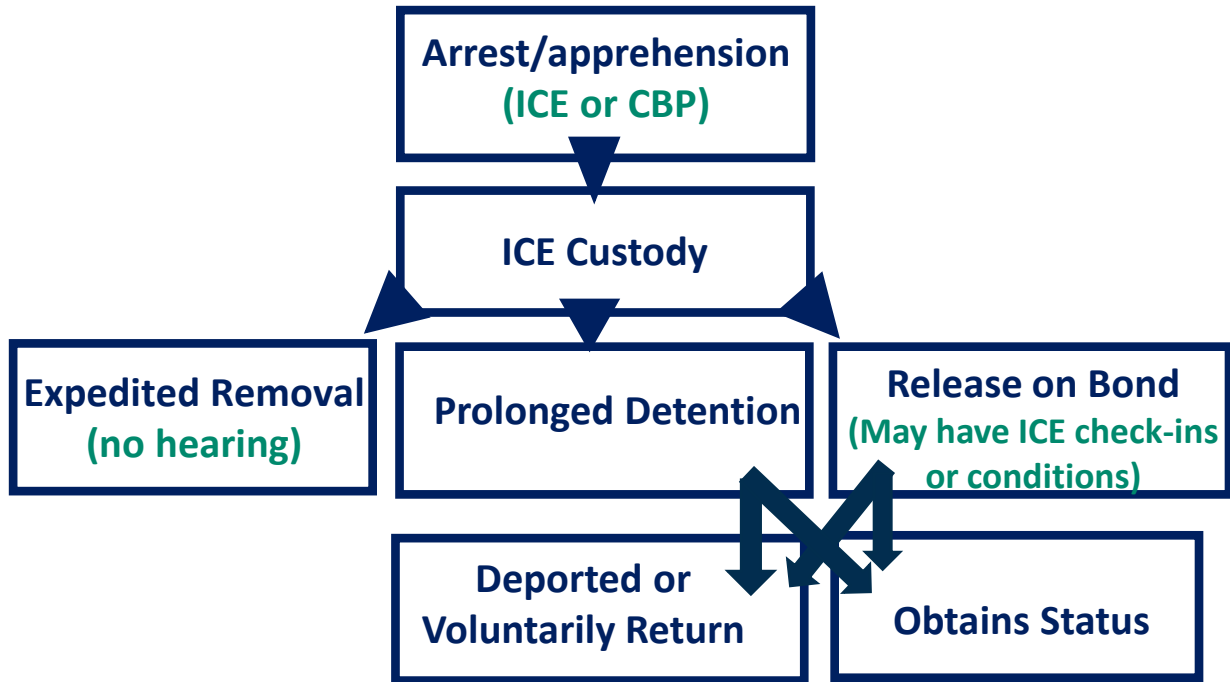 Arrest/apprehension
(ICE or CBP)
ICE Custody
Expedited Removal
(no hearing)
Prolonged Detention
Release on Bond
(May have ICE check-ins
or conditions)
Deported or
Voluntarily Return
Obtains Status